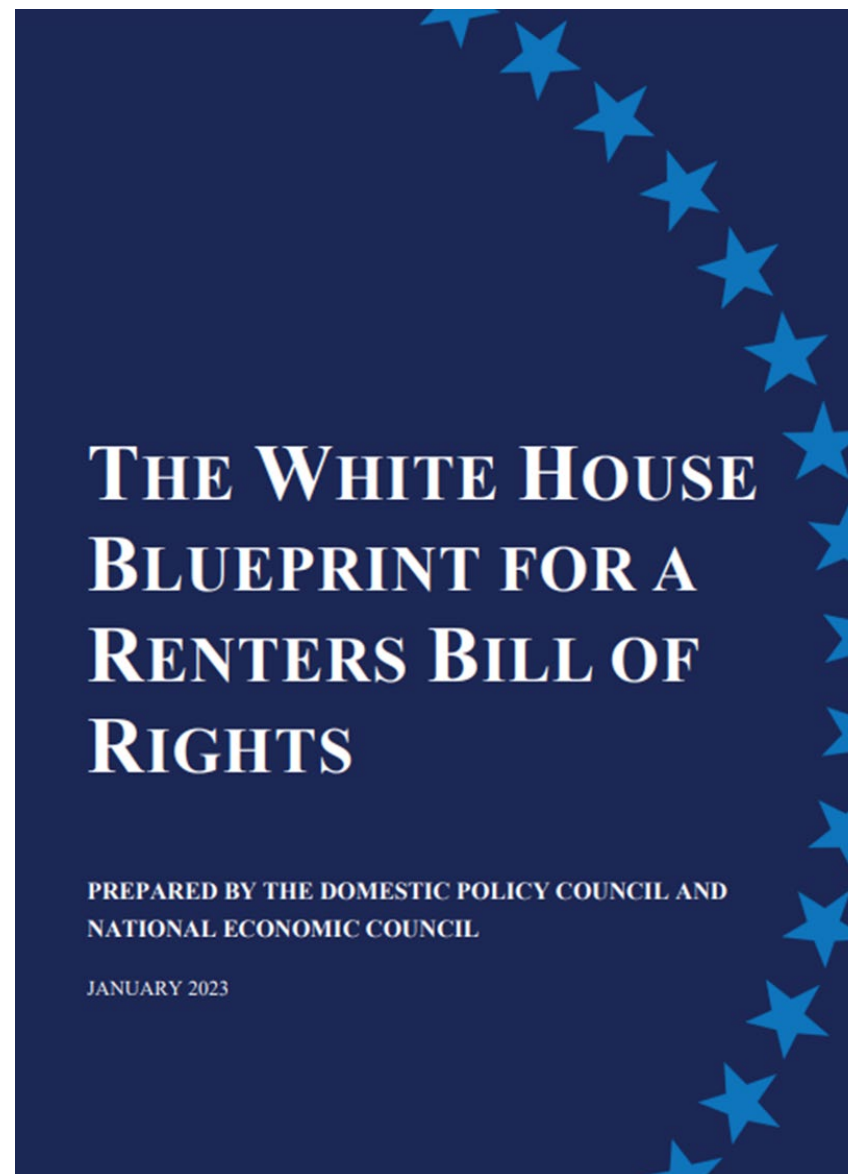 THE WHITE HOUSE
BLUEPRINT FOR A
RENTERS BILL OF
RIGHTS
PREPARED BY THE DOMESTIC POLICY COUNCIL AND
NATIONAL ECONOMIC COUNCIL
JANUARY 2023